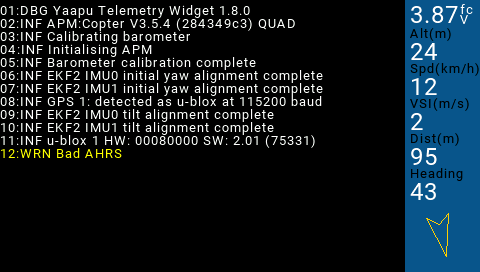 01:DBG Yaapu Telemetry Widget 1.8.0
02:INF APM:Copter V3.5.4 (284349c3) QUAD
03:INF Calibrating barometer
04:INF Initialising APM
05:INF Barometer calibration complete
06:INF EKF2 IMU0 initial yaw alignment complete
07:INF EKF2 IMU1 initial yaw alignment complete
08:INF GPS 1: detected as u-blox at 115200 baud
09:INF EKF2 IMU0 tilt alignment complete
10:INF EKF2 IMU1 tilt alignment complete
11:INF u-blox 1 HW: 00080000 SW: 2.01 (75331)
12:WRN Bad AHRS
3.87 fc V
Alt(m)
24
Spd(km/h)
12
VSI(m/s)
2
Dist(m)
95
Heading
43